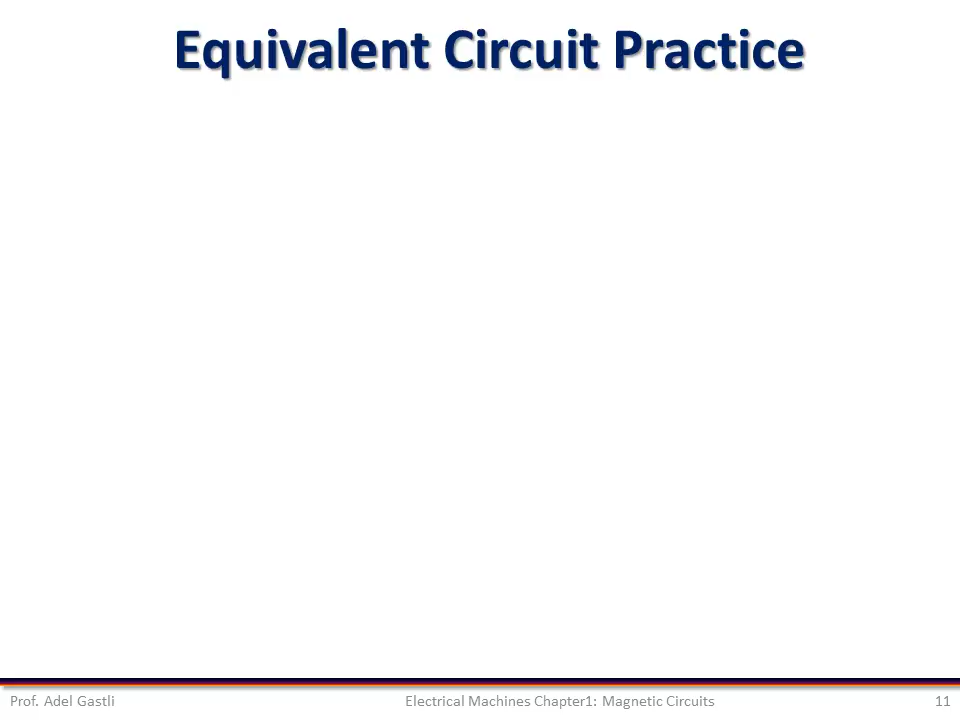 Equivalent Circuit Practice
Prof. Adel Gastli
Electrical Machines Chapter1: Magnetic Circuits
11